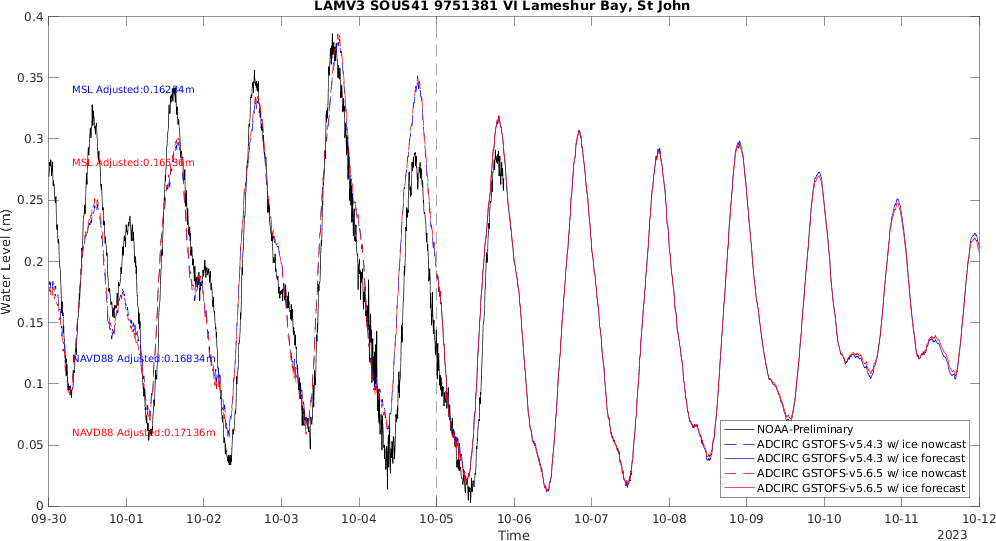 LAMV3 SOUS41 9751381 VI Lameshur Bay, St John
0.4
0.35
0.3
0.25
0.2
0.15
0.1
0.05
0
Water Level (m)
MSL Adjusted:0.16284m
MSL Adjusted:0.16536m
NAVD88 Adjusted:0.16834m
NAVD88 Adjusted:0.17136m
NOAA-Preliminary
ADCIRC GSTOFS-v5.4.3 w/ ice nowcast
ADCIRC GSTOFS-v5.4.3 w/ ice forecast
ADCIRC GSTOFS-v5.6.5 w/ ice nowcast
ADCIRC GSTOFS-v5.6.5 w/ ice forecast
09-30 10-01 10-02 10-03 10-04 10-05 10-06 10-07 10-08 10-09 10-10 10-11 10-12
Time
2023